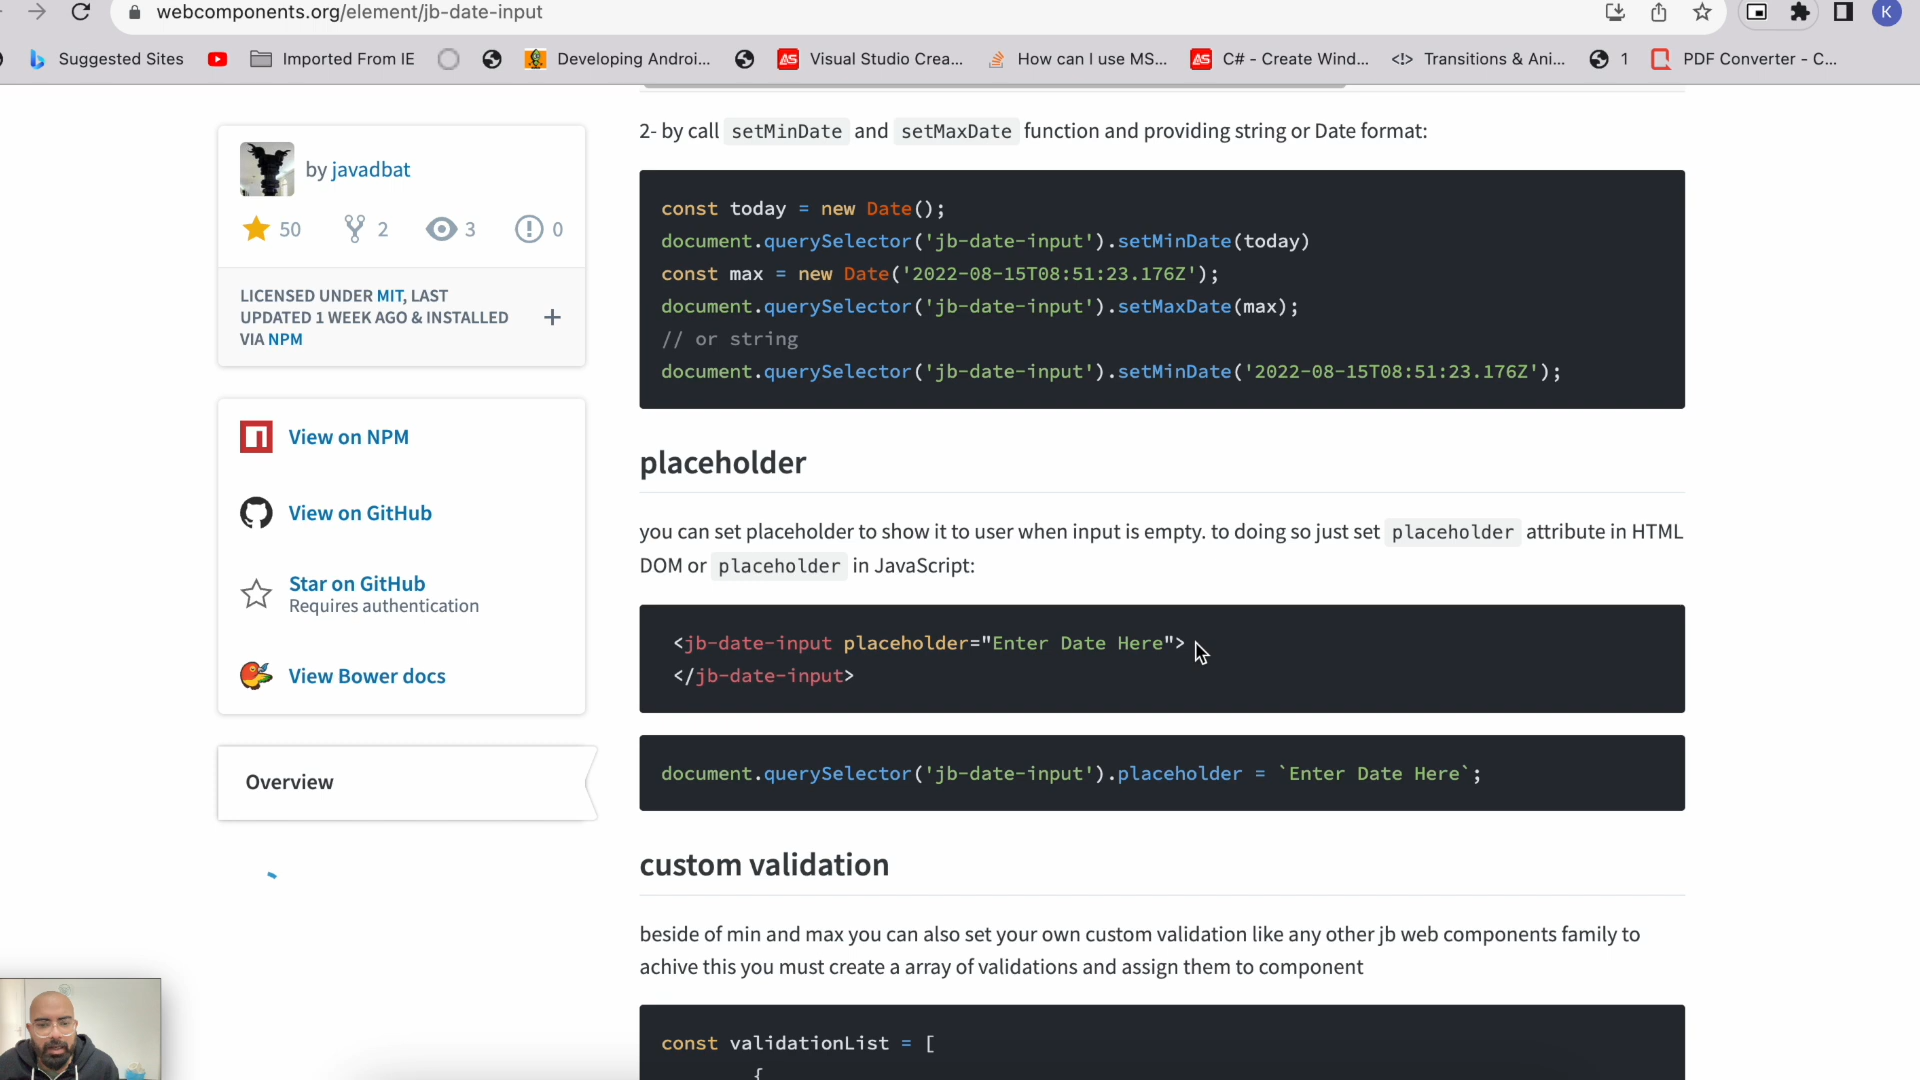 webcomponents.org/element/jb-date-input
K
Suggested Sites
Imported From IE
Developing Androi...
Visual Studio Crea...
How can I use MS...
C# - Create Wind...
Transitions & Ani...
1
PDF Converter - C...
by javadbat
50
2
3
0
LICENSED UNDER MIT, LAST
UPDATED 1 WEEK AGO & INSTALLED
VIA NPM
+
View on NPM
View on GitHub
Star on GitHub
Requires authentication
View Bower docs
Overview
2- by call setMinDate and setMaxDate function and providing string or Date format:
const today = new Date();
document.querySelector('jb-date-input').setMinDate(today)
const max = new Date('2022-08-15T08:51:23.176Z');
document.querySelector('jb-date-input').setMaxDate(max);
// or string
document.querySelector('jb-date-input').setMinDate('2022-08-15T08:51:23.176Z');
placeholder
you can set placeholder to show it to user when input is empty. to doing so just set placeholder attribute in HTML
DOM or placeholder in JavaScript:
<jb-date-input placeholder="Enter Date Here">
</jb-date-input>
document.querySelector('jb-date-input').placeholder = `Enter Date Here`;
custom validation
beside of min and max you can also set your own custom validation like any other jb web components family to
achive this you must create a array of validations and assign them to component
const validationList = [
{